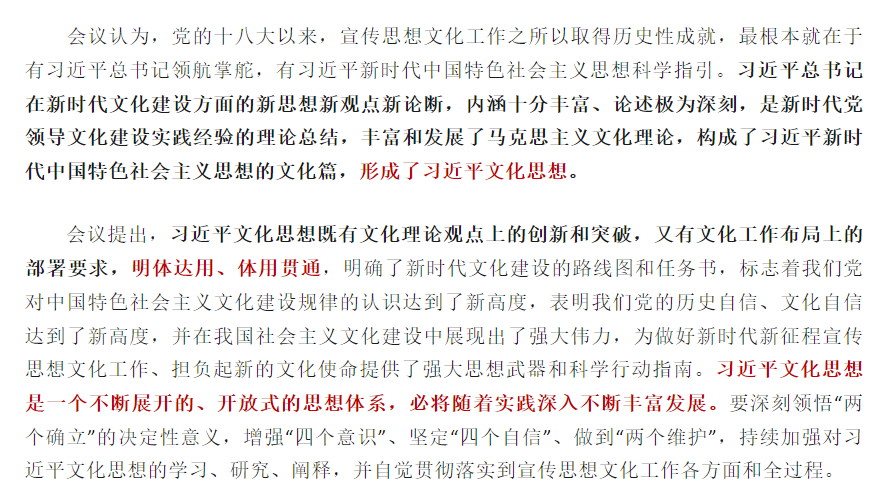 会议认为，党的十八大以来，宣传思想文化工作之所以取得历史性成就，最根本就在于
有习近平总书记领航掌舵，有习近平新时代中国特色社会主义思想科学指引。习近平总书记
在新时代文化建设方面的新思想新观点新论断，内涵十分丰富、论述极为深刻，是新时代党
领导文化建设实践经验的理论总结，丰富和发展了马克思主义文化理论，构成了习近平新时
代中国特色社会主义思想的文化篇，形成了习近平文化思想。
会议提出，习近平文化思想既有文化理论观点上的创新和突破，又有文化工作布局上的
部署要求，明体达用、体用贯通，明确了新时代文化建设的路线图和任务书，标志着我们党
对中国特色社会主义文化建设规律的认识达到了新高度，表明我们党的历史自信、文化自信
达到了新高度，并在我国社会主义文化建设中展现出了强大伟力，为做好新时代新征程宣传
思想文化工作、担负起新的文化使命提供了强大思想武器和科学行动指南。习近平文化思想
是一个不断展开的、开放式的思想体系，必将随着实践深入不断丰富发展。要深刻领悟“两
个确立”的决定性意义，增强“四个意识”、坚定“四个自信”、做到“两个维护”，持续加强对习
近平文化思想的学习、研究、阐释，并自觉贯彻落实到宣传思想文化工作各方面和全过程。